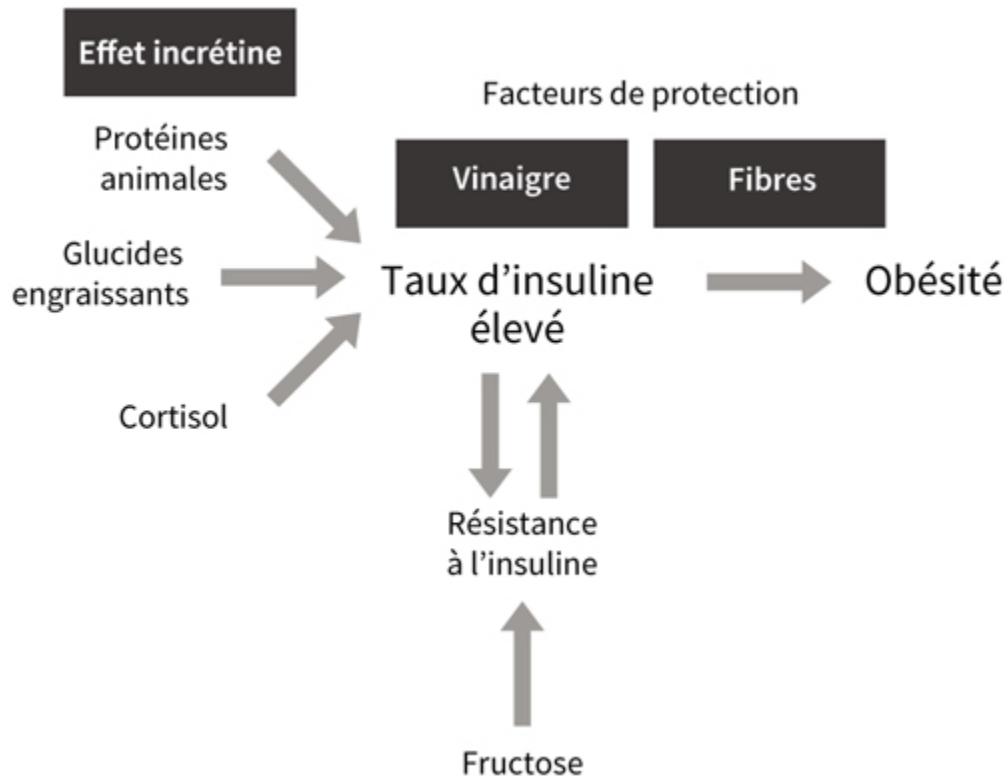 Effet incrétine
Facteurs de protection
Protéines
animales
Vinaigre
Fibres
Glucides
engraissants
Taux d’insuline
élevé
Obésité
Cortisol
Résistance
à l’insuline
Fructose